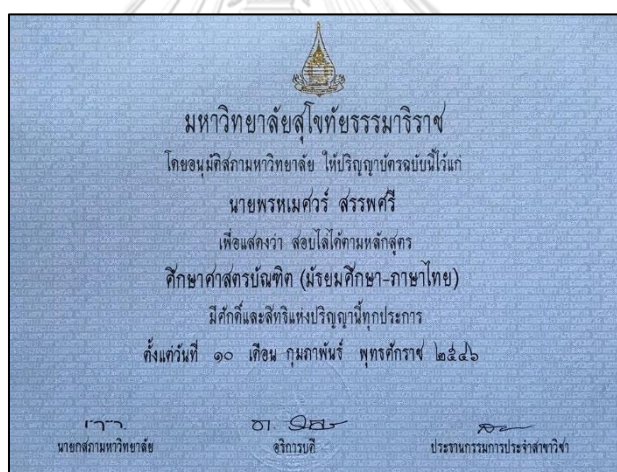 มหาวิทยาลัยสุโขทัยธรรมาธิราช
โดยอนุมัติสภามหาวิทยาลัย ให้ปริญญาบัตรฉบับนี้ไว้แก่
นายพรหเมศวร์ สรรพศรี
เพื่อแสดงว่า สอบไล่ได้ตามหลักสูตร
ศึกษาศาสตรบัณฑิต (มัธยมศึกษา-ภาษาไทย)
มีศักดิ์และสิทธิแห่งปริญญานี้ทุกประการ
ตั้งแต่วันที่ ๑๐ เดือน กุมภาพันธ์ พุทธศักราช ๒๕๔๖
นายกสภามหาวิทยาลัย อธิการบดี ประธานกรรมการประจำสาขาวิชา